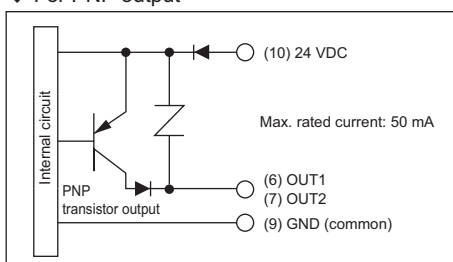 For PNP output
(10) 24 VDC
Internal circuit
Max. rated current: 50 mA
PNP
transistor output
(6) OUT1
(7) OUT2
(9) GND (common)